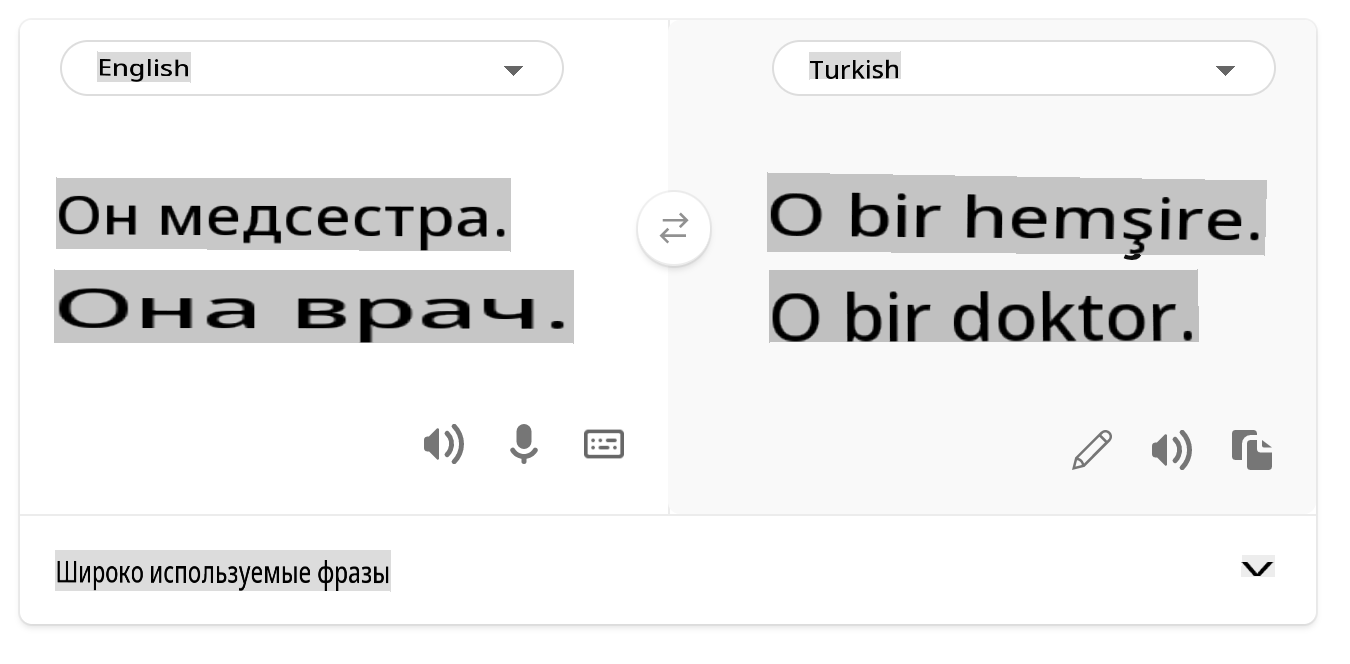 English
Turkish
Он медсестра.
Она врач.
O bir hemşire.
O bir doktor.
Широко используемые фразы